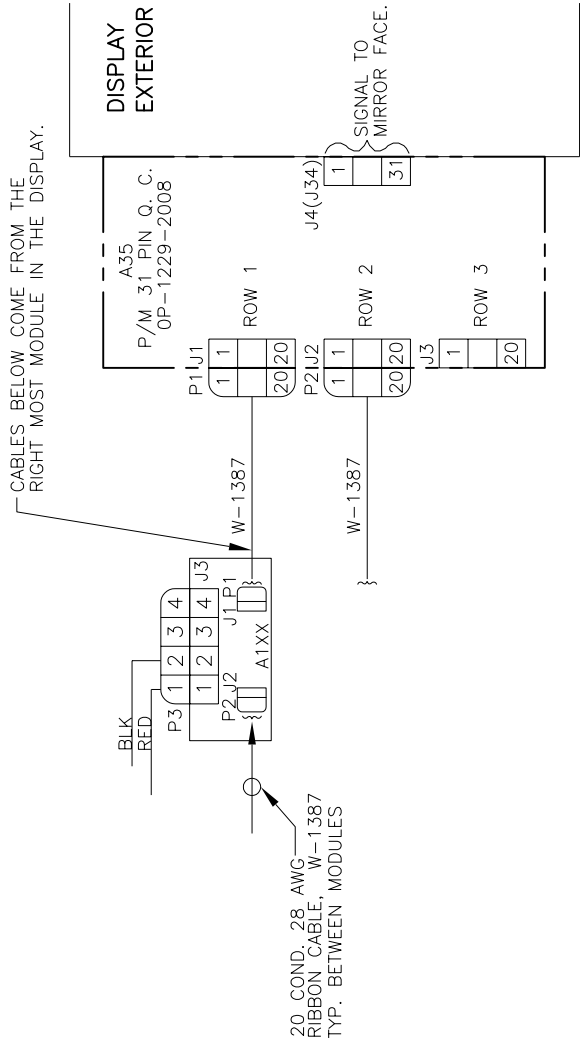 CABLES BELOW COME FROM THE
RIGHT MOST MODULE IN THE DISPLAY.
DISPLAY
EXTERIOR
A35
P/M 31 PIN Q. C.
0P-1229-2008
BLK
RED
P3
1 2 3 4
1 2 3 4
J3
P2 J2
J1 P1
A1XX
20 COND. 28 AWG
RIBBON CABLE, W-1387
TYP. BETWEEN MODULES
W-1387
P1 J1
1 1
20 20
ROW 1
W-1387
P2 J2
1 1
20 20
ROW 2
J3
1
20
ROW 3
J4(J34)
1
31
SIGNAL TO
MIRROR FACE.